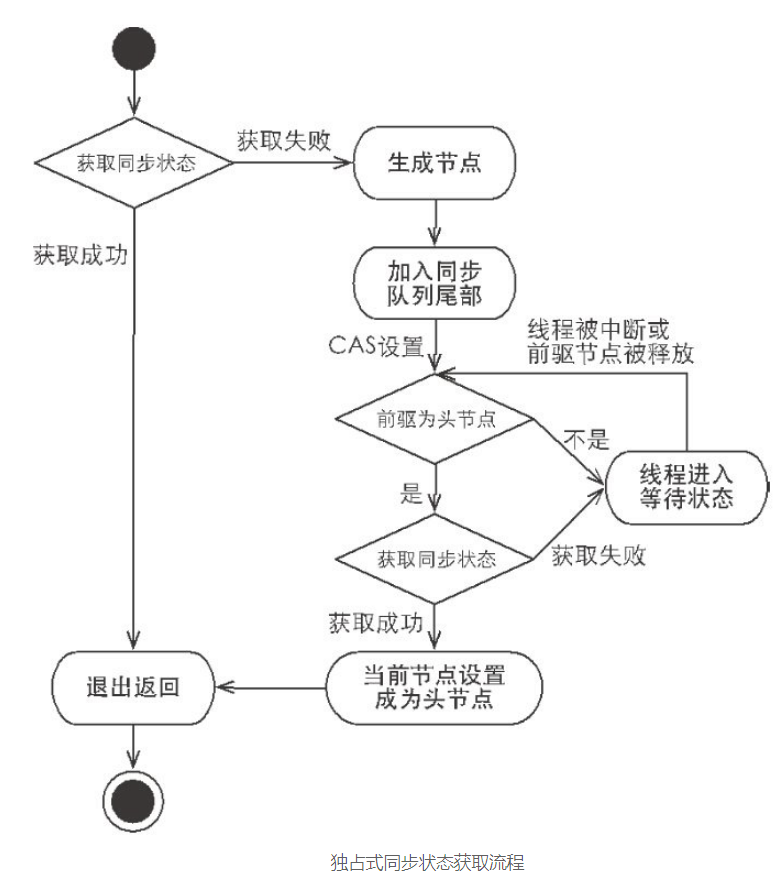 获取同步状态
获取失败
生成节点
获取成功
加入同步
队列尾部
CAS设置
线程被中断或
前驱节点被释放
前驱为头节点
不是
线程进入
等待状态
是
获取同步状态
获取失败
获取成功
当前节点设置
成为头节点
退出返回
独占式同步状态获取流程